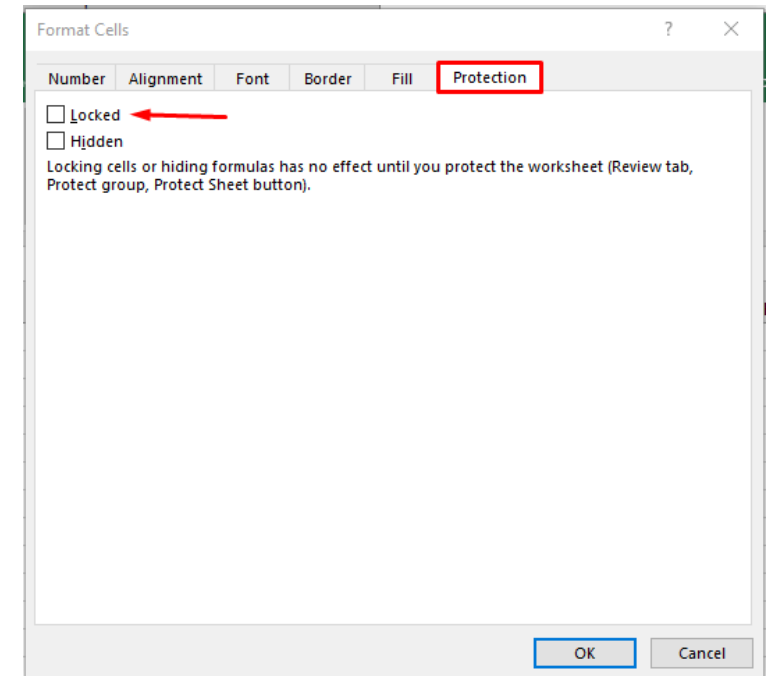 Format Cells
?
Number Alignment Font Border Fill Protection
Locked
Hidden
Locking cells or hiding formulas has no effect until you protect the worksheet (Review tab,
Protect group, Protect Sheet button).
OK Cancel